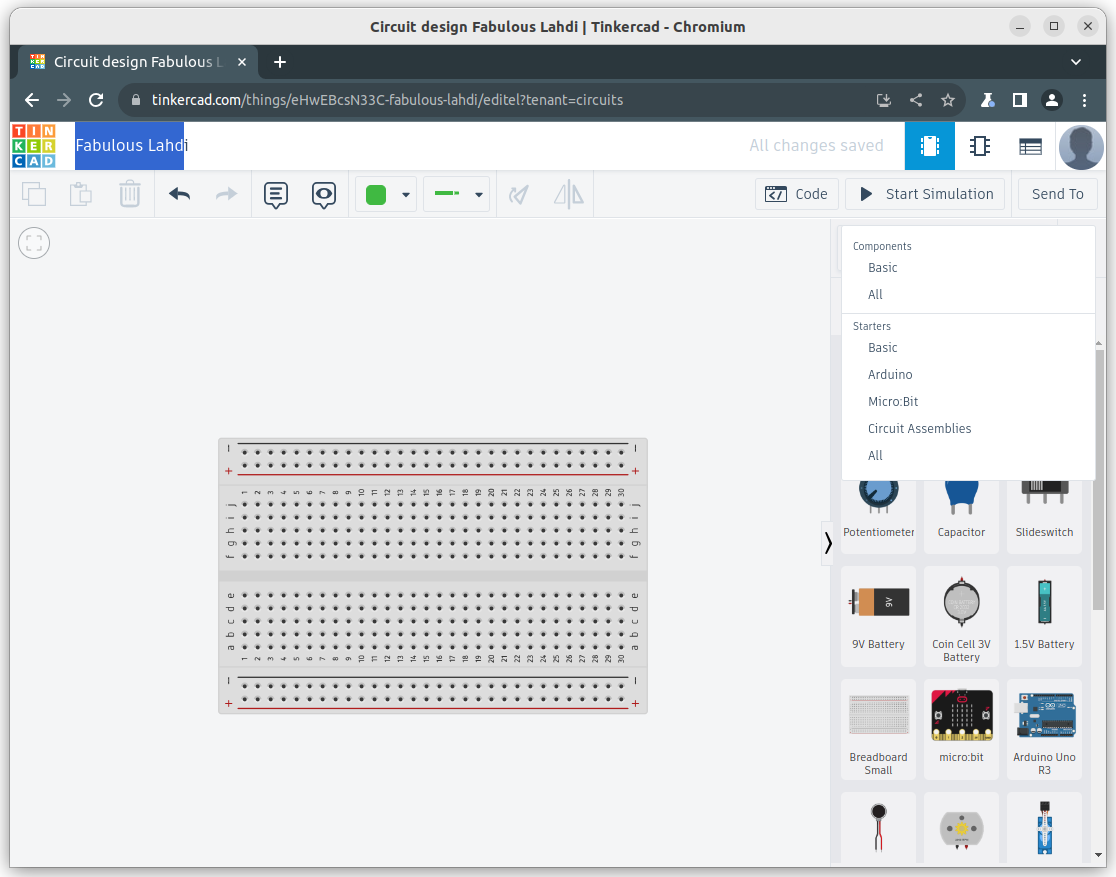 Circuit design Fabulous Lahdi | Tinkercad - Chromium
Circuit design Fabulous L
tinkercad.com/things/eHwEBcsN33C-fabulous-lahdi/editel?tenant=circuits
TIN
KER
CAD
Fabulous Lahdi
All changes saved
Code
Start Simulation
Send To
Components
Basic
All
Starters
Basic
Arduino
Micro:Bit
Circuit Assemblies
All
Potentiometer
Capacitor
Slideswitch
9V
9V Battery
Coin Cell 3V
Battery
1.5V Battery
Breadboard
Small
micro:bit
Arduino Uno
R3
− −
+ +
1 2 3 4 5 6 7 8 9 10 11 12 13 14 15 16 17 18 19 20 21 22 23 24 25 26 27 28 29 30
j j
i i
h h
g g
f f
e e
d d
c c
b b
a a
1 2 3 4 5 6 7 8 9 10 11 12 13 14 15 16 17 18 19 20 21 22 23 24 25 26 27 28 29 30
− −
+ +